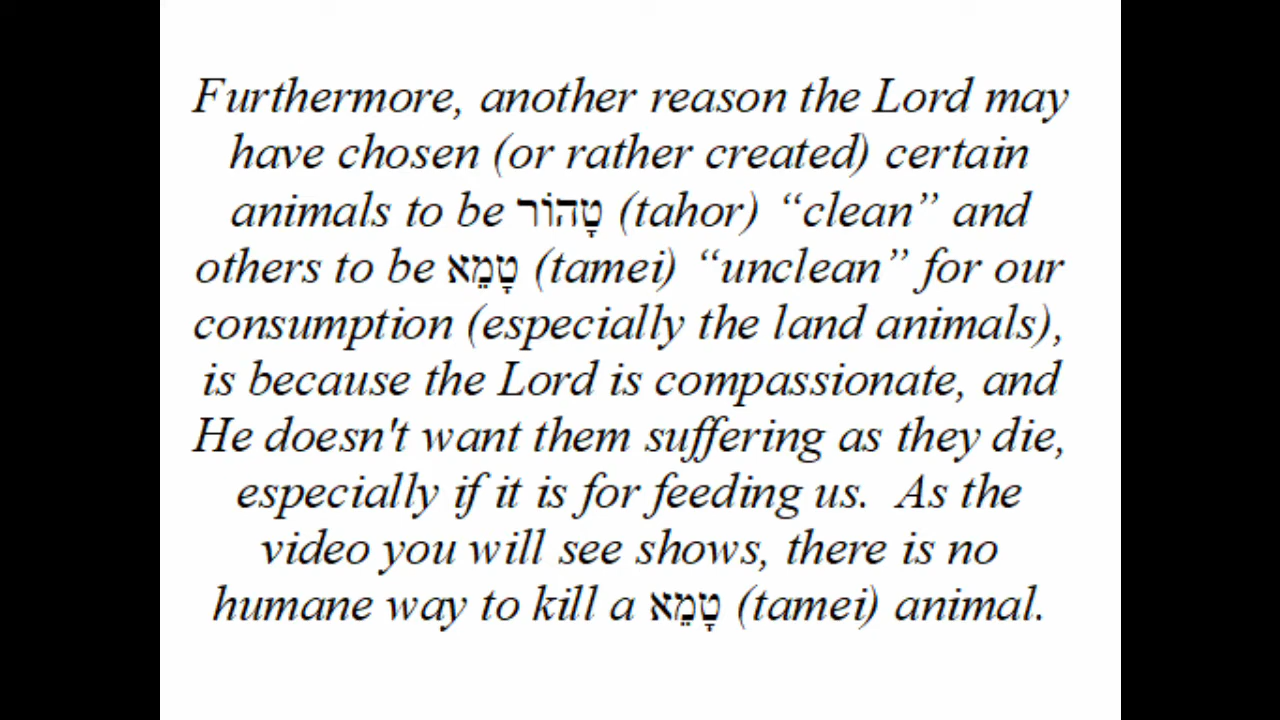 Furthermore, another reason the Lord may
have chosen (or rather created) certain
animals to be טָהוֹר (tahor) “clean” and
others to be טָמֵא (tamei) “unclean” for our
consumption (especially the land animals),
is because the Lord is compassionate, and
He doesn't want them suffering as they die,
especially if it is for feeding us.  As the
video you will see shows, there is no
humane way to kill a טָמֵא (tamei) animal.